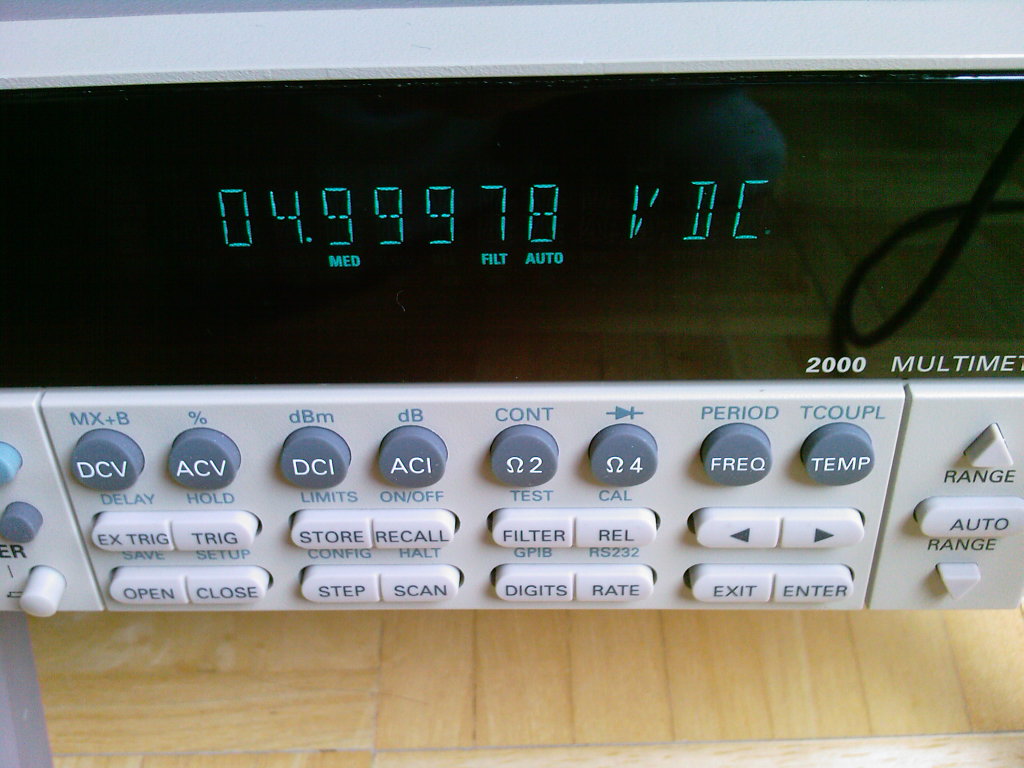 04.99978 VDC
MED FILT AUTO
2000 MULTIMET
MX+B % dBm dB CONT PERIOD TCOUPL
DCV ACV DCI ACI Ω2 Ω4 FREQ TEMP
RANGE
DELAY HOLD LIMITS ON/OFF TEST CAL
EX TRIG TRIG STORE RECALL FILTER REL ◀ ▶ AUTO
ER SAVE SETUP CONFIG HALT GPIB RS232 RANGE
OPEN CLOSE STEP SCAN DIGITS RATE EXIT ENTER